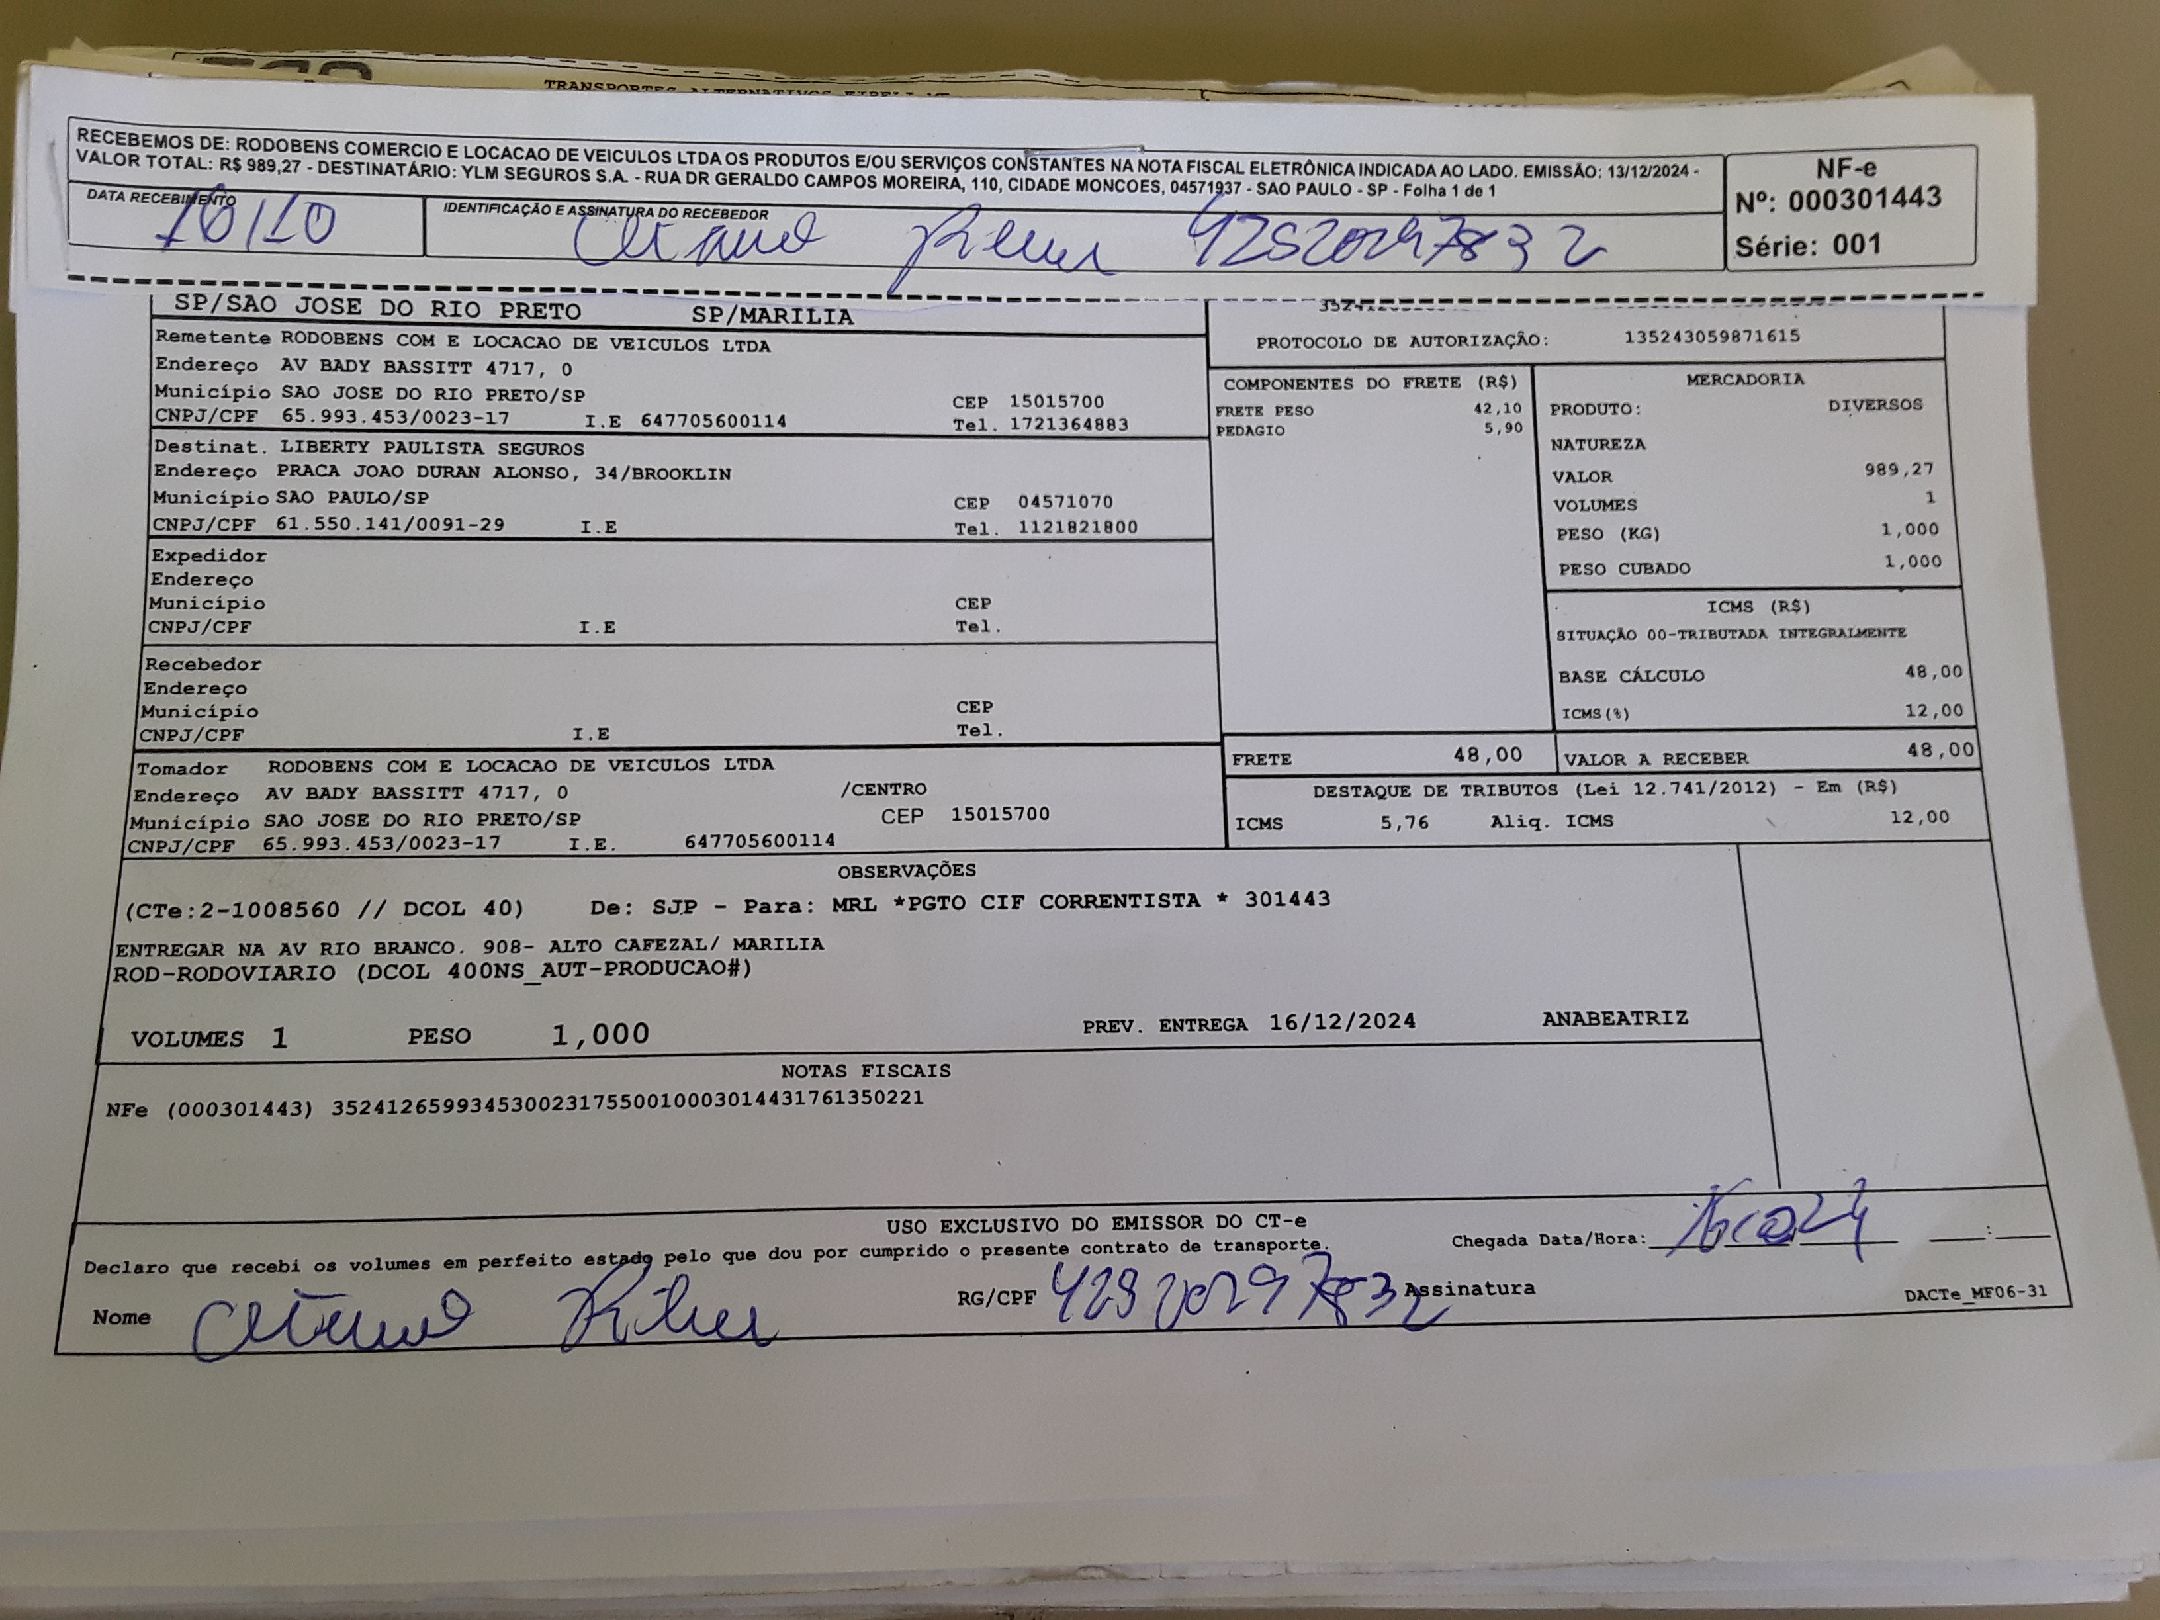 TRANSPORTES ALTERNATIVOS EIRELI
RECEBEMOS DE: RODOBENS COMERCIO E LOCACAO DE VEICULOS LTDA OS PRODUTOS E/OU SERVIÇOS CONSTANTES NA NOTA FISCAL ELETRÔNICA INDICADA AO LADO. EMISSÃO: 13/12/2024 -
VALOR TOTAL: R$ 989,27 - DESTINATÁRIO: YLM SEGUROS S.A. - RUA DR GERALDO CAMPOS MOREIRA, 110, CIDADE MONCOES, 04571937 - SAO PAULO - SP - Folha 1 de 1
NF-e
Nº: 000301443
Série: 001
DATA RECEBIMENTO
IDENTIFICAÇÃO E ASSINATURA DO RECEBEDOR
42820297832
SP/SAO JOSE DO RIO PRETO SP/MARILIA
Remetente RODOBENS COM E LOCACAO DE VEICULOS LTDA
Endereço AV BADY BASSITT 4717, 0
Município SAO JOSE DO RIO PRETO/SP CEP 15015700
CNPJ/CPF 65.993.453/0023-17 I.E 647705600114 Tel. 1721364883
Destinat. LIBERTY PAULISTA SEGUROS
Endereço PRACA JOAO DURAN ALONSO, 34/BROOKLIN
Município SAO PAULO/SP CEP 04571070
CNPJ/CPF 61.550.141/0091-29 I.E Tel. 1121821800
Expedidor
Endereço
Município CEP
CNPJ/CPF I.E Tel.
Recebedor
Endereço
Município CEP
CNPJ/CPF I.E Tel.
Tomador RODOBENS COM E LOCACAO DE VEICULOS LTDA
Endereço AV BADY BASSITT 4717, 0 /CENTRO
Município SAO JOSE DO RIO PRETO/SP CEP 15015700
CNPJ/CPF 65.993.453/0023-17 I.E. 647705600114
PROTOCOLO DE AUTORIZAÇÃO: 135243059871615
COMPONENTES DO FRETE (R$)
FRETE PESO 42,10
PEDAGIO 5,90
MERCADORIA
PRODUTO: DIVERSOS
NATUREZA
VALOR 989,27
VOLUMES 1
PESO (KG) 1,000
PESO CUBADO 1,000
ICMS (R$)
SITUAÇÃO 00-TRIBUTADA INTEGRALMENTE
BASE CÁLCULO 48,00
ICMS(%) 12,00
FRETE 48,00 VALOR A RECEBER 48,00
DESTAQUE DE TRIBUTOS (Lei 12.741/2012) - Em (R$)
ICMS 5,76 Aliq. ICMS 12,00
OBSERVAÇÕES
(CTe:2-1008560 // DCOL 40) De: SJP - Para: MRL *PGTO CIF CORRENTISTA * 301443
ENTREGAR NA AV RIO BRANCO. 908- ALTO CAFEZAL/ MARILIA
ROD-RODOVIARIO (DCOL 400NS_AUT-PRODUCAO#)
VOLUMES 1 PESO 1,000 PREV. ENTREGA 16/12/2024 ANABEATRIZ
NOTAS FISCAIS
NFe (000301443) 35241265993453002317550010003014431761350221
USO EXCLUSIVO DO EMISSOR DO CT-e
Declaro que recebi os volumes em perfeito estado pelo que dou por cumprido o presente contrato de transporte.
Chegada Data/Hora:
Nome
RG/CPF 42820297832 Assinatura
DACTe_MF06-31